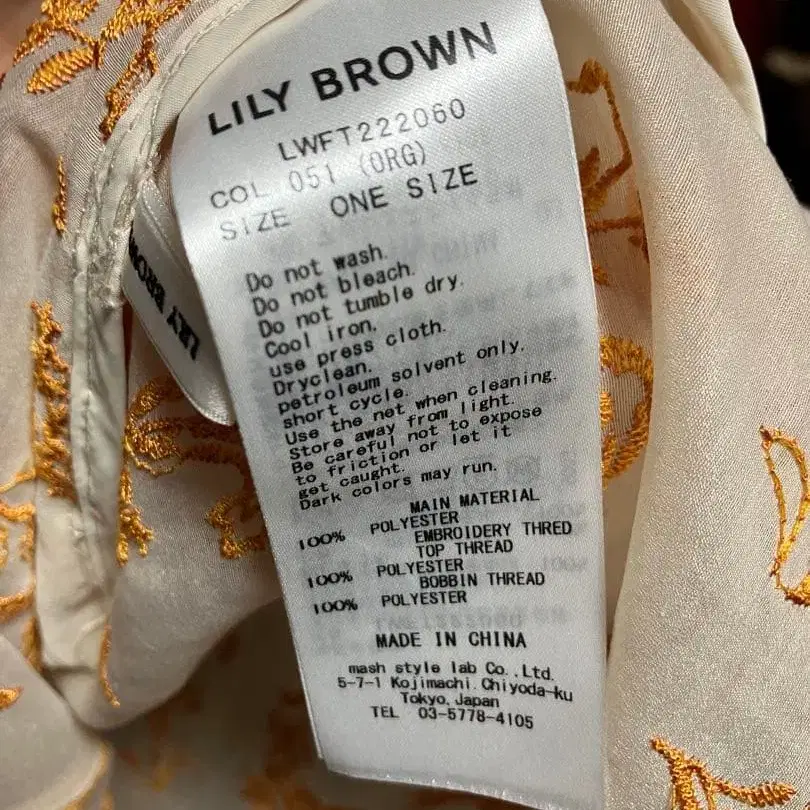 LILY BROWN
LWFT222060
COL 051 (ORG)
SIZE ONE SIZE
Do not wash.
Do not bleach.
Do not tumble dry.
Cool iron.
use press cloth.
Dryclean.
petroleum solvent only.
short cycle.
Use the net when cleaning.
Store away from light.
Be careful not to expose
to friction or let it
get caught.
Dark colors may run.
MAIN MATERIAL
100% POLYESTER
EMBROIDERY THRED
TOP THREAD
100% POLYESTER
BOBBIN THREAD
100% POLYESTER
MADE IN CHINA
mash style lab Co.,Ltd.
5-7-1 Kojimachi.Chiyoda-ku
Tokyo,Japan
TEL 03-5778-4105
LILY BROWN